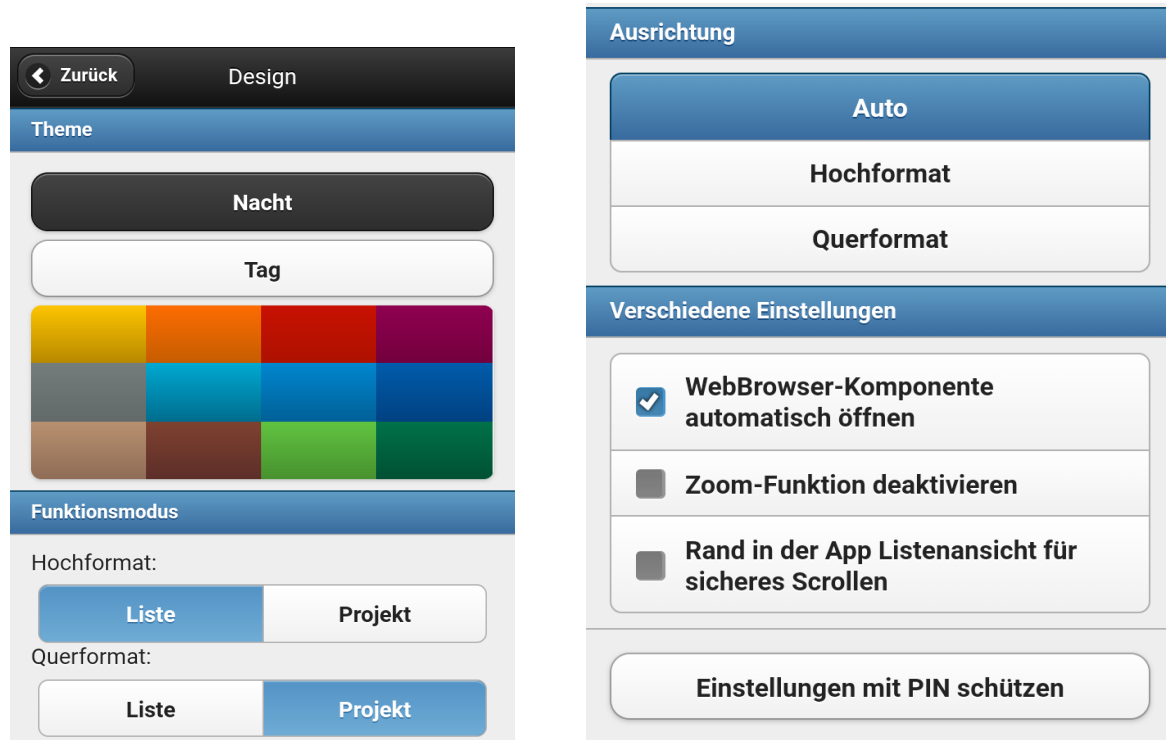 Zurück
Design
Theme
Nacht
Tag
Funktionsmodus
Hochformat:
Liste
Projekt
Querformat:
Liste
Projekt
Ausrichtung
Auto
Hochformat
Querformat
Verschiedene Einstellungen
WebBrowser-Komponente
automatisch öffnen
Zoom-Funktion deaktivieren
Rand in der App Listenansicht für
sicheres Scrollen
Einstellungen mit PIN schützen